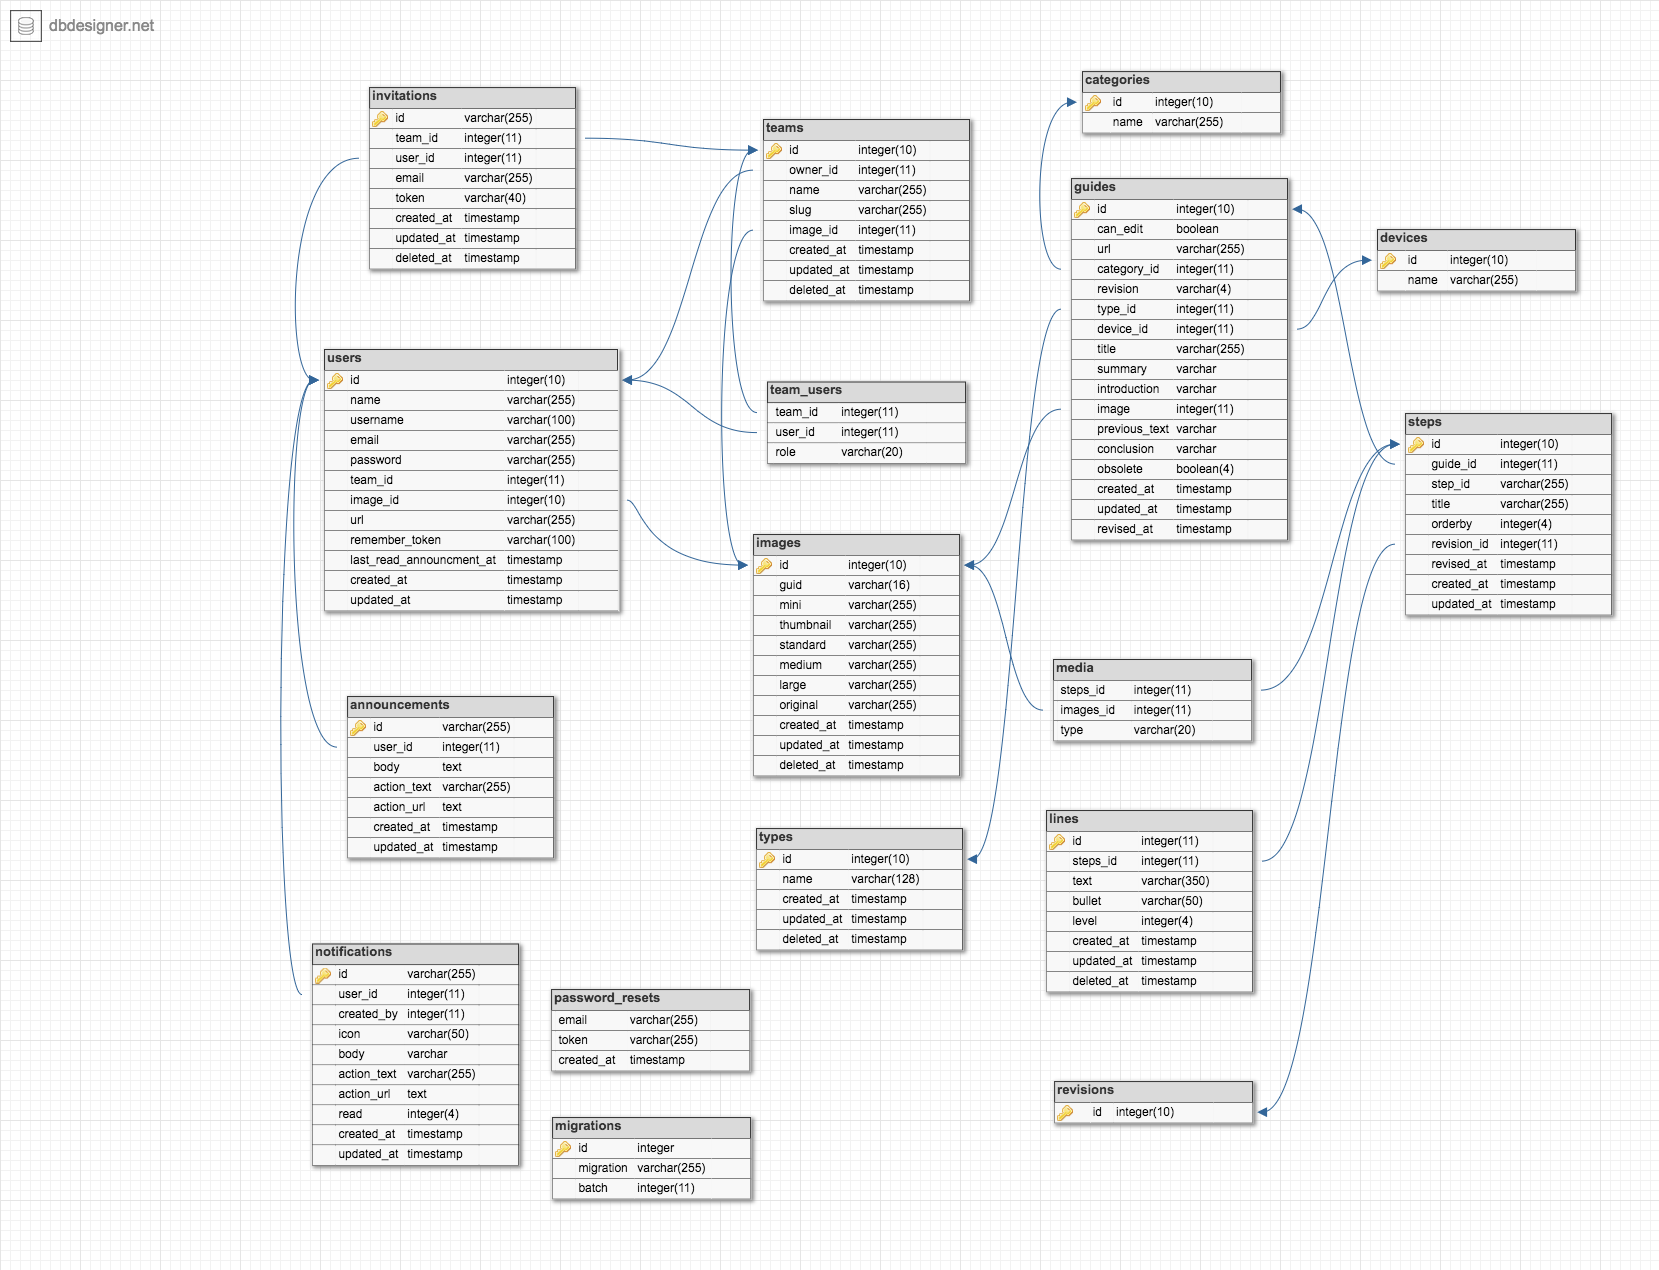 dbdesigner.net
invitations
id varchar(255)
team_id integer(11)
user_id integer(11)
email varchar(255)
token varchar(40)
created_at timestamp
updated_at timestamp
deleted_at timestamp
users
id integer(10)
name varchar(255)
username varchar(100)
email varchar(255)
password varchar(255)
team_id integer(11)
image_id integer(10)
url varchar(255)
remember_token varchar(100)
last_read_announcment_at timestamp
created_at timestamp
updated_at timestamp
announcements
id varchar(255)
user_id integer(11)
body text
action_text varchar(255)
action_url text
created_at timestamp
updated_at timestamp
notifications
id varchar(255)
user_id integer(11)
created_by integer(11)
icon varchar(50)
body varchar
action_text varchar(255)
action_url text
read integer(4)
created_at timestamp
updated_at timestamp
password_resets
email varchar(255)
token varchar(255)
created_at timestamp
migrations
id integer
migration varchar(255)
batch integer(11)
teams
id integer(10)
owner_id integer(11)
name varchar(255)
slug varchar(255)
image_id integer(11)
created_at timestamp
updated_at timestamp
deleted_at timestamp
team_users
team_id integer(11)
user_id integer(11)
role varchar(20)
images
id integer(10)
guid varchar(16)
mini varchar(255)
thumbnail varchar(255)
standard varchar(255)
medium varchar(255)
large varchar(255)
original varchar(255)
created_at timestamp
updated_at timestamp
deleted_at timestamp
types
id integer(10)
name varchar(128)
created_at timestamp
updated_at timestamp
deleted_at timestamp
categories
id integer(10)
name varchar(255)
guides
id integer(10)
can_edit boolean
url varchar(255)
category_id integer(11)
revision varchar(4)
type_id integer(11)
device_id integer(11)
title varchar(255)
summary varchar
introduction varchar
image integer(11)
previous_text varchar
conclusion varchar
obsolete boolean(4)
created_at timestamp
updated_at timestamp
revised_at timestamp
media
steps_id integer(11)
images_id integer(11)
type varchar(20)
lines
id integer(11)
steps_id integer(11)
text varchar(350)
bullet varchar(50)
level integer(4)
created_at timestamp
updated_at timestamp
deleted_at timestamp
revisions
id integer(10)
devices
id integer(10)
name varchar(255)
steps
id integer(10)
guide_id integer(11)
step_id varchar(255)
title varchar(255)
orderby integer(4)
revision_id integer(11)
revised_at timestamp
created_at timestamp
updated_at timestamp